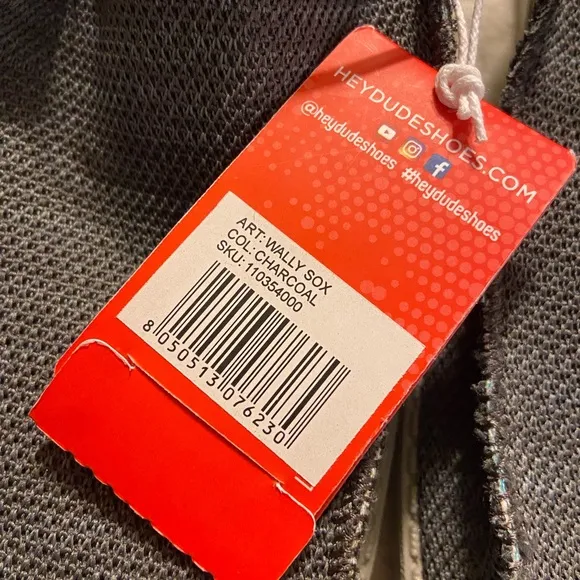 HEYDUDESHOES.COM
@heydudeshoes #heydudeshoes
ART: WALLY SOX
COL: CHARCOAL
SKU: 110354000
8 050513 076230